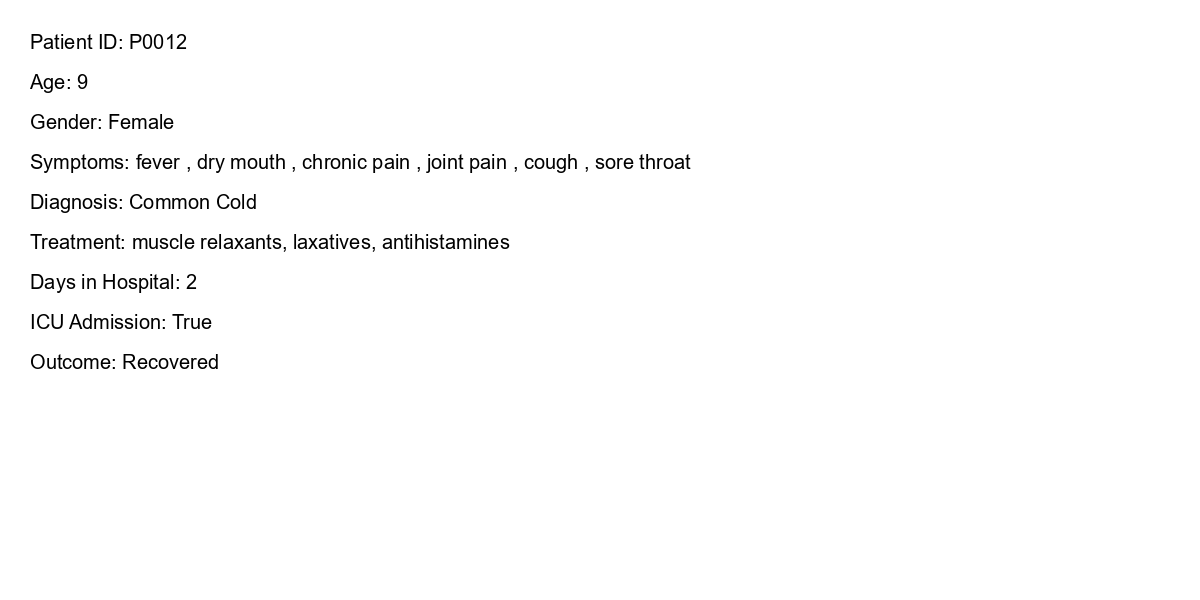 Patient ID: P0012
Age: 9
Gender: Female
Symptoms: fever , dry mouth , chronic pain , joint pain , cough , sore throat
Diagnosis: Common Cold
Treatment: muscle relaxants, laxatives, antihistamines
Days in Hospital: 2
ICU Admission: True
Outcome: Recovered